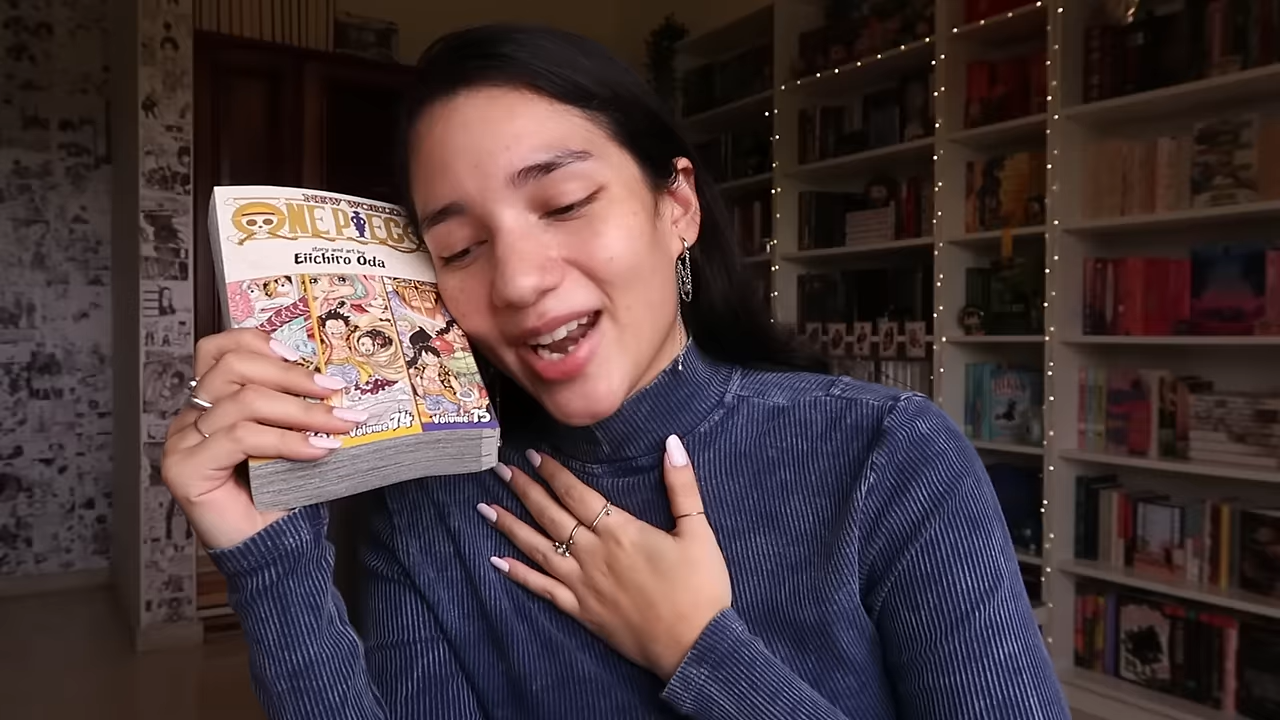 NEW WORLD
ONE PIECE
story and art by
Eiichiro Oda
Volume 74
Volume 75